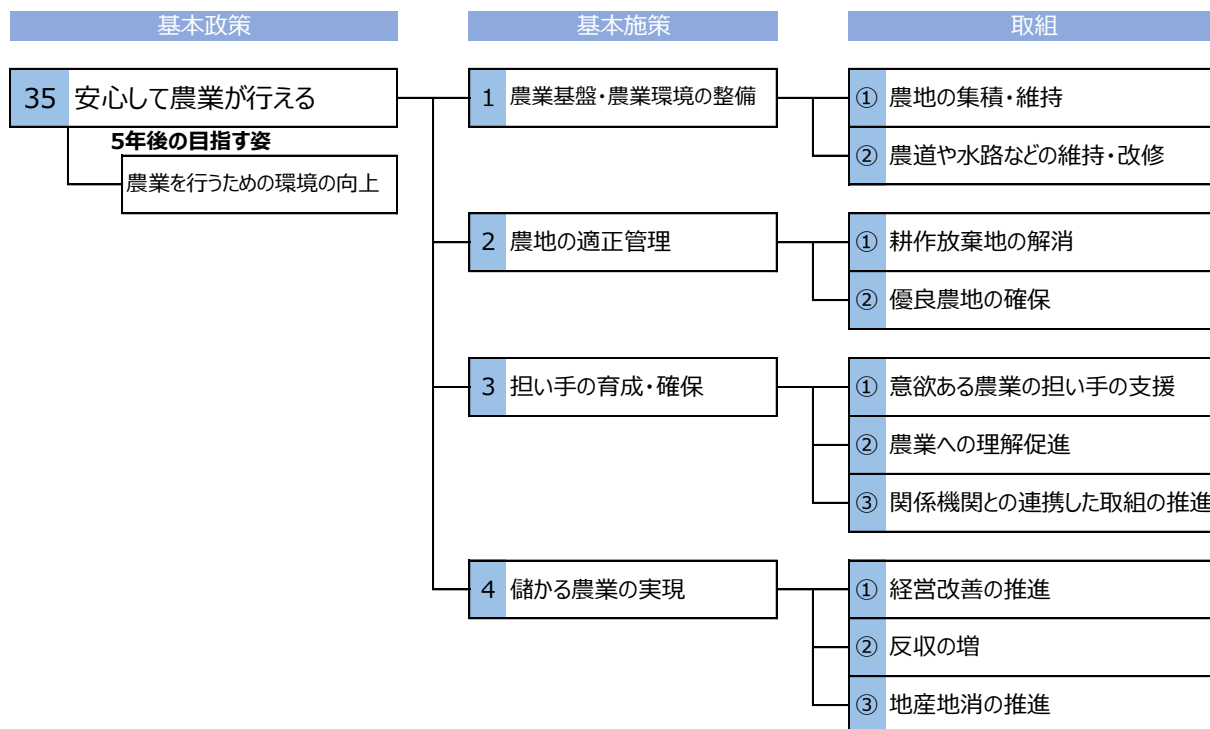 基本政策
基本施策
取組
35 安心して農業が行える
5年後の目指す姿
農業を行うための環境の向上
1 農業基盤・農業環境の整備
① 農地の集積・維持
② 農道や水路などの維持・改修
2 農地の適正管理
① 耕作放棄地の解消
② 優良農地の確保
3 担い手の育成・確保
① 意欲ある農業の担い手の支援
② 農業への理解促進
③ 関係機関との連携した取組の推進
4 儲かる農業の実現
① 経営改善の推進
② 反収の増
③ 地産地消の推進